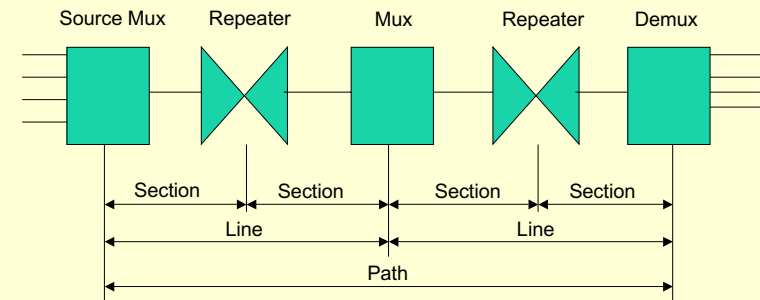 Source Mux Repeater Mux Repeater Demux
Section Section Section Section
Line Line
Path